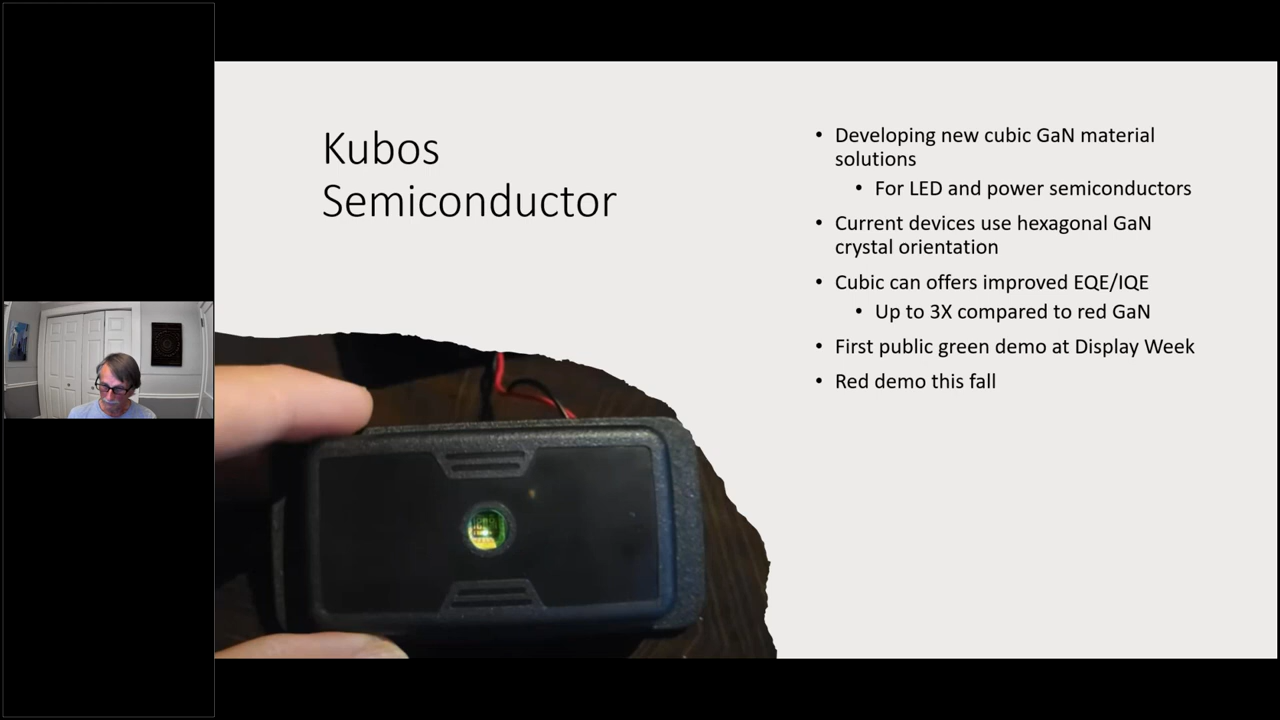 Kubos
Semiconductor
• Developing new cubic GaN material
solutions
• For LED and power semiconductors
• Current devices use hexagonal GaN
crystal orientation
• Cubic can offers improved EQE/IQE
• Up to 3X compared to red GaN
• First public green demo at Display Week
• Red demo this fall